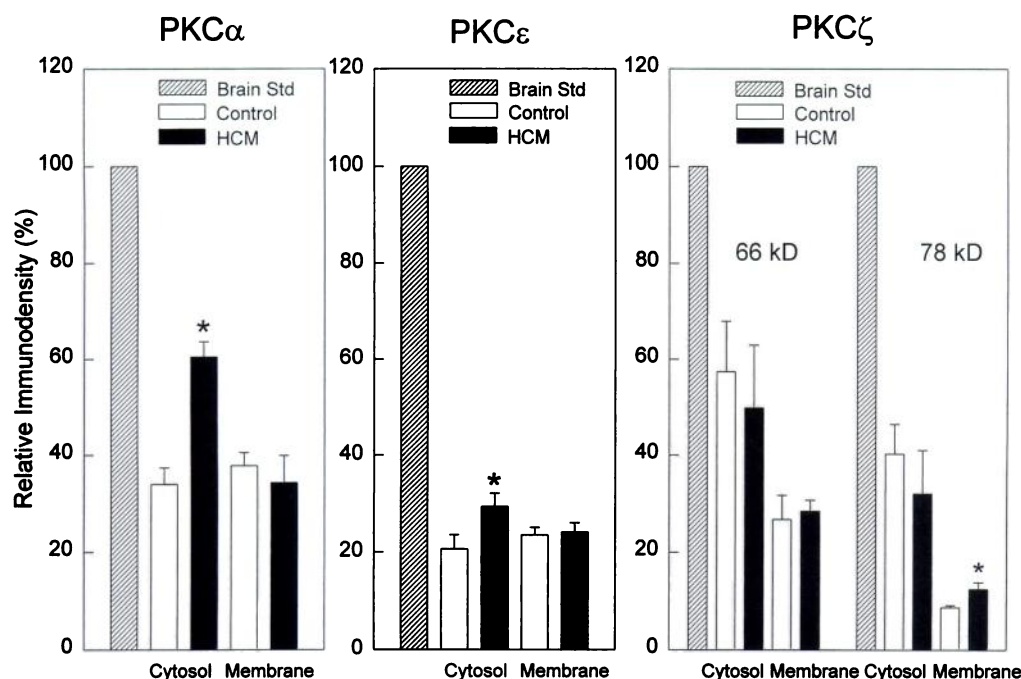 PKCα
PKCε
PKCζ
Relative Immunodensity (%)
120
100
80
60
40
20
0
Brain Std
Control
HCM
*
Cytosol Membrane
120
100
80
60
40
20
0
Brain Std
Control
HCM
*
Cytosol Membrane
120
100
80
60
40
20
0
Brain Std
Control
HCM
66 kD
78 kD
*
Cytosol Membrane Cytosol Membrane